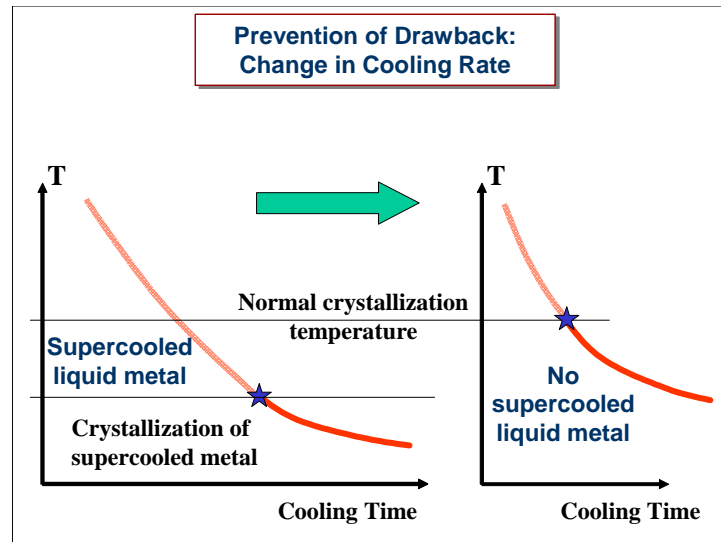 Prevention of Drawback:
Change in Cooling Rate
T
T
Normal crystallization
temperature
Supercooled
liquid metal
No
supercooled
liquid metal
Crystallization of
supercooled metal
Cooling Time
Cooling Time